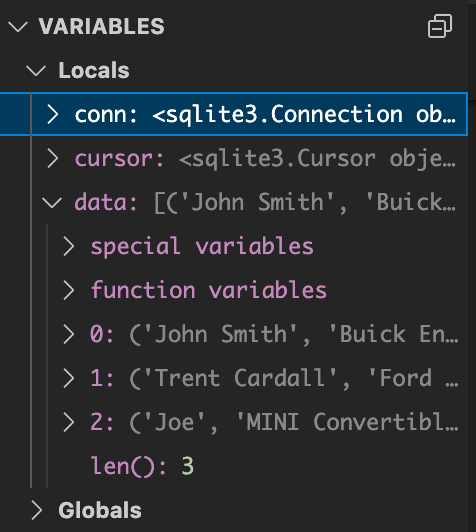 VARIABLES
Locals
conn: <sqlite3.Connection ob…
cursor: <sqlite3.Cursor obje…
data: [('John Smith', 'Buick…
special variables
function variables
0: ('John Smith', 'Buick En…
1: ('Trent Cardall', 'Ford …
2: ('Joe', 'MINI Convertibl…
len(): 3
Globals